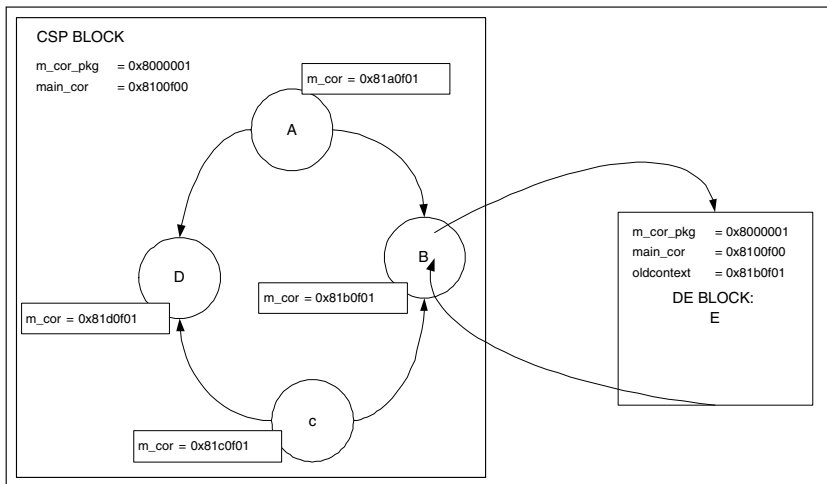 CSP BLOCK
m_cor_pkg = 0x8000001
main_cor = 0x8100f00
m_cor = 0x81a0f01
A
m_cor_pkg = 0x8000001
main_cor = 0x8100f00
oldcontext = 0x81b0f01
DE BLOCK:
E
B
D
m_cor = 0x81b0f01
m_cor = 0x81d0f01
c
m_cor = 0x81c0f01